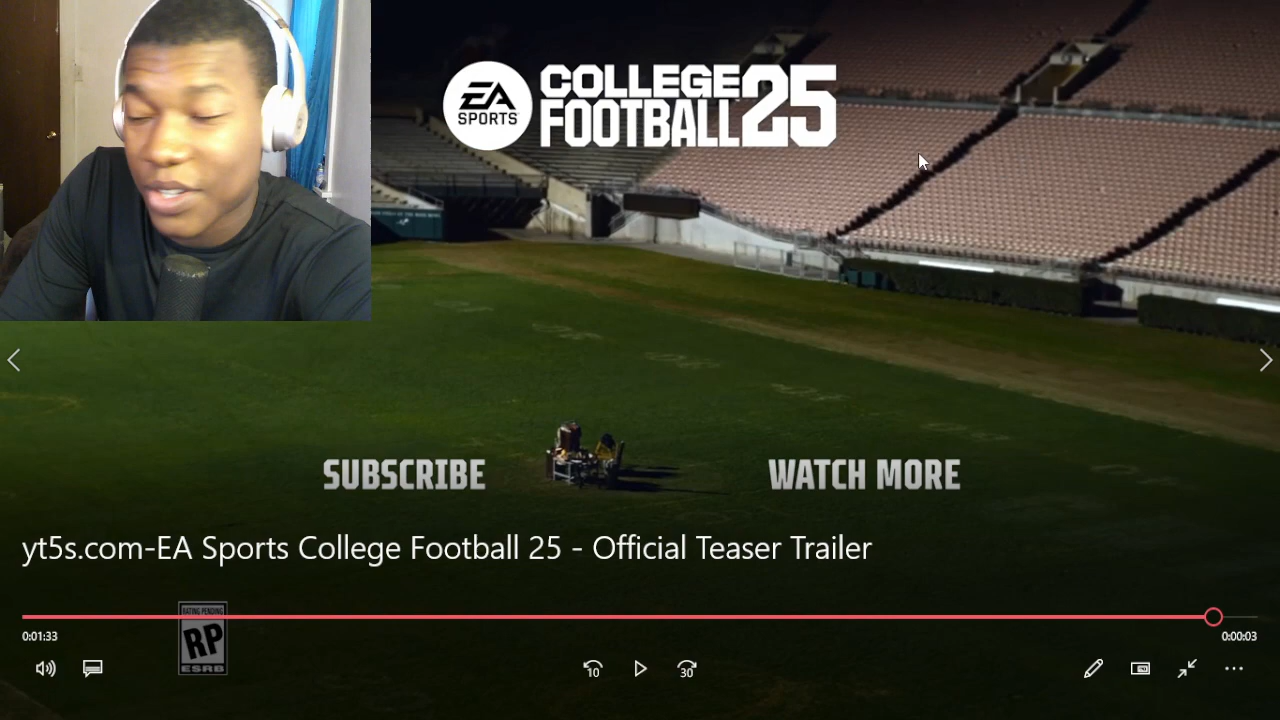 EA
SPORTS
COLLEGE
FOOTBALL 25
SUBSCRIBE
WATCH MORE
yt5s.com-EA Sports College Football 25 - Official Teaser Trailer
RATING PENDING
RP
ESRB
0:01:33
0:00:03
10
30